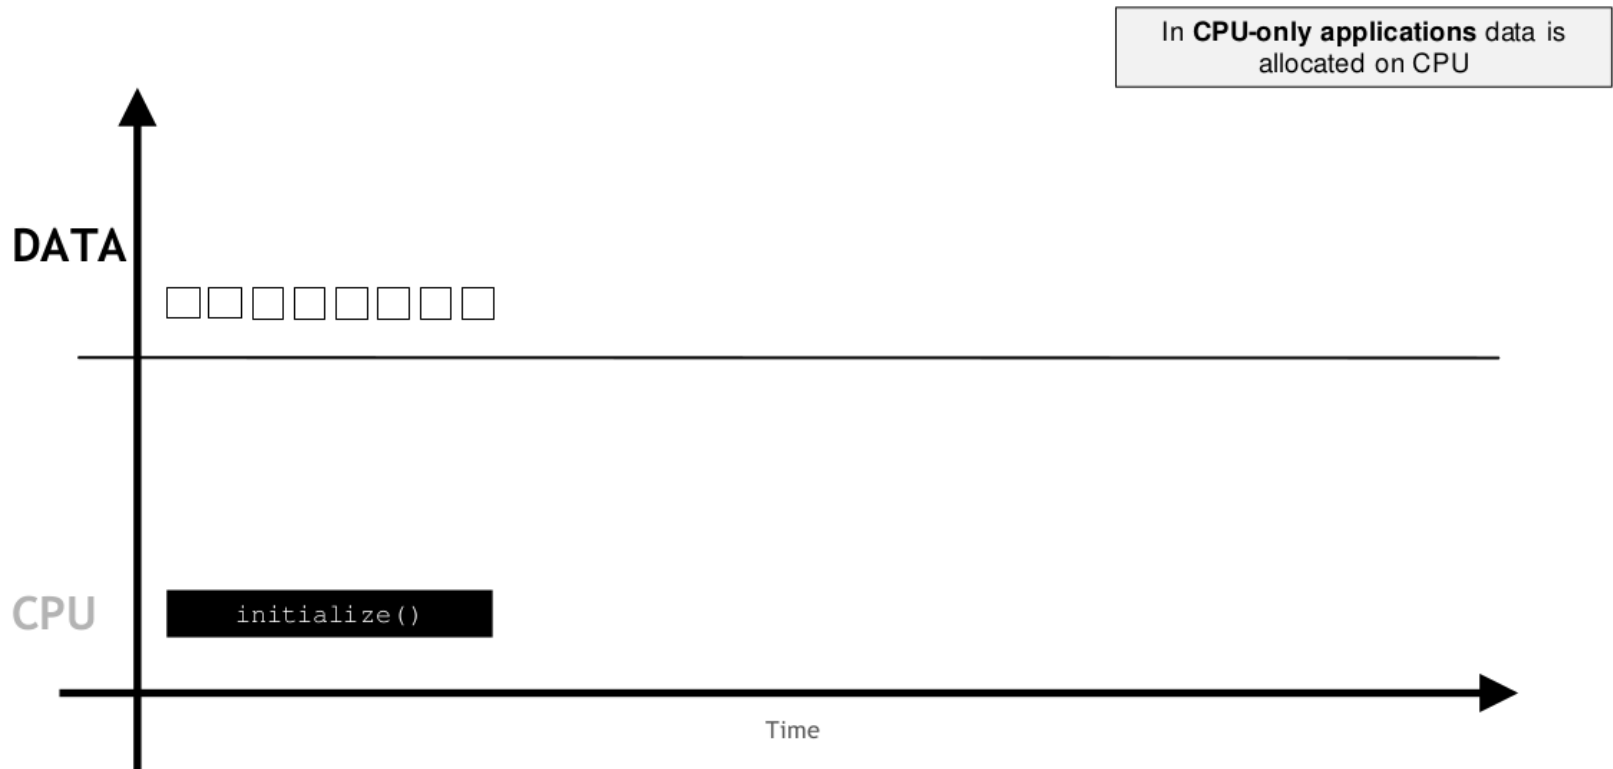 In CPU-only applications data is
allocated on CPU
DATA
CPU
initialize()
Time